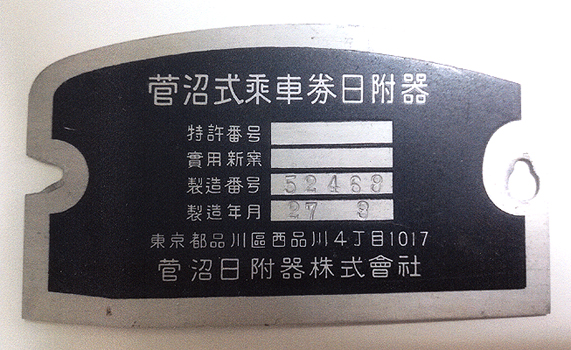 菅沼式乘車券日附器
特許番号
實用新案
製造番号 52468
製造年月 27 3
東京都品川區西品川4丁目1017
菅沼日附器株式會社